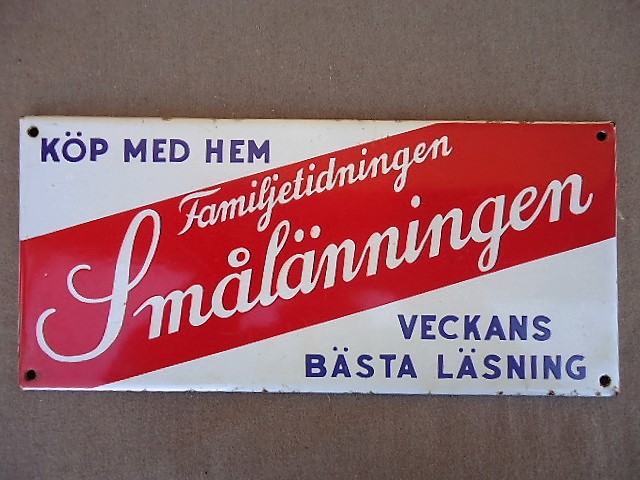 KÖP MED HEM
Familjetidningen
Smålänningen
VECKANS
BÄSTA LÄSNING